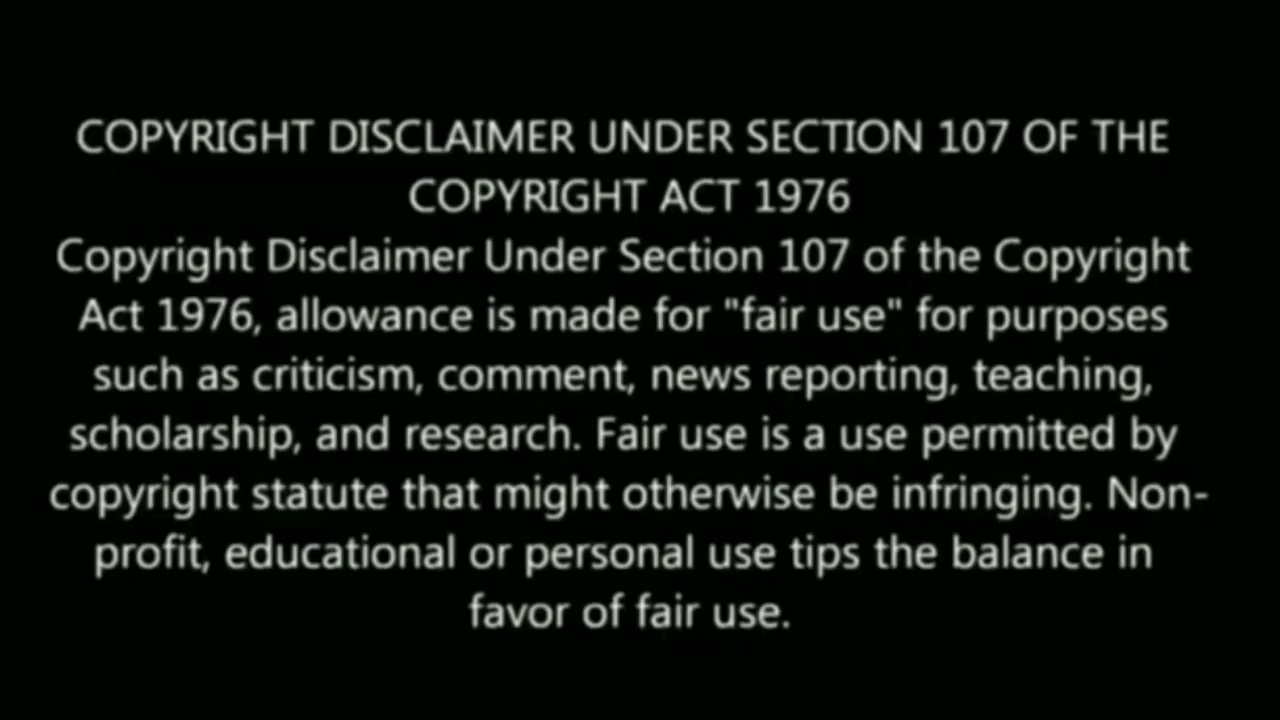 COPYRIGHT DISCLAIMER UNDER SECTION 107 OF THE
COPYRIGHT ACT 1976
Copyright Disclaimer Under Section 107 of the Copyright
Act 1976, allowance is made for "fair use" for purposes
such as criticism, comment, news reporting, teaching,
scholarship, and research. Fair use is a use permitted by
copyright statute that might otherwise be infringing. Non-
profit, educational or personal use tips the balance in
favor of fair use.